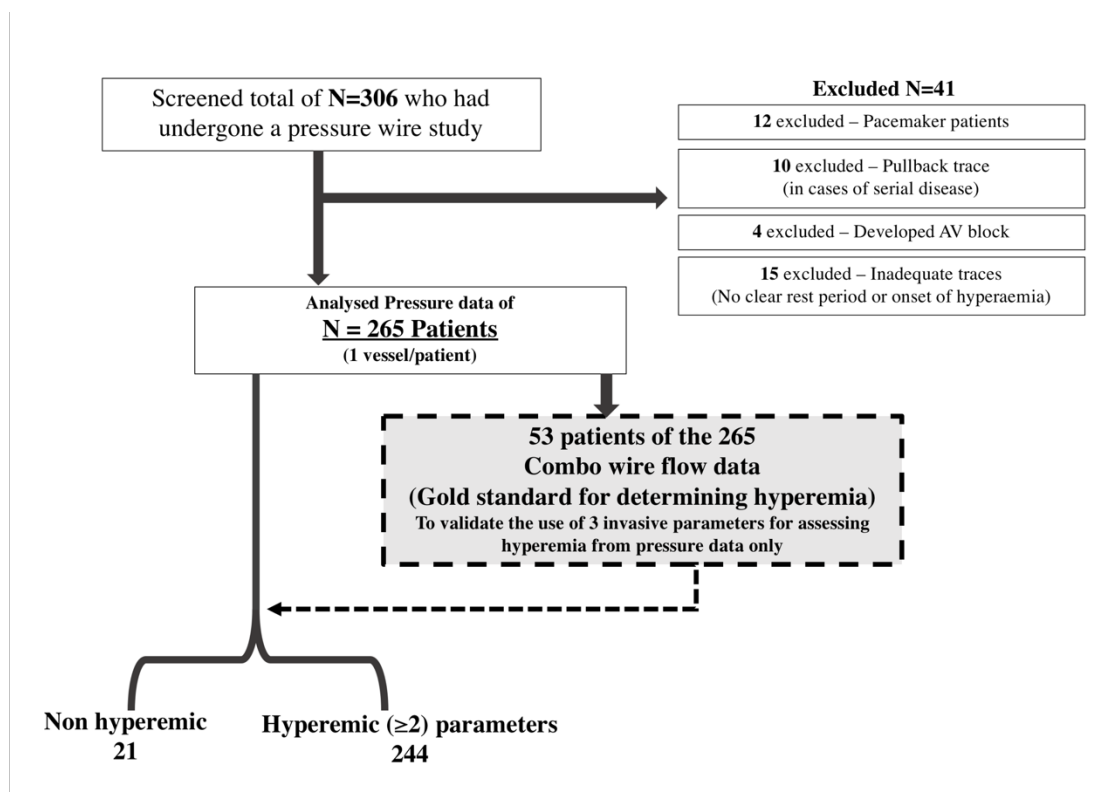 Screened total of N=306 who had
undergone a pressure wire study
Excluded N=41
12 excluded – Pacemaker patients
10 excluded – Pullback trace
(in cases of serial disease)
4 excluded – Developed AV block
15 excluded – Inadequate traces
(No clear rest period or onset of hyperaemia)
Analysed Pressure data of
N = 265 Patients
(1 vessel/patient)
53 patients of the 265
Combo wire flow data
(Gold standard for determining hyperemia)
To validate the use of 3 invasive parameters for assessing
hyperemia from pressure data only
Non hyperemic
21
Hyperemic (≥2) parameters
244